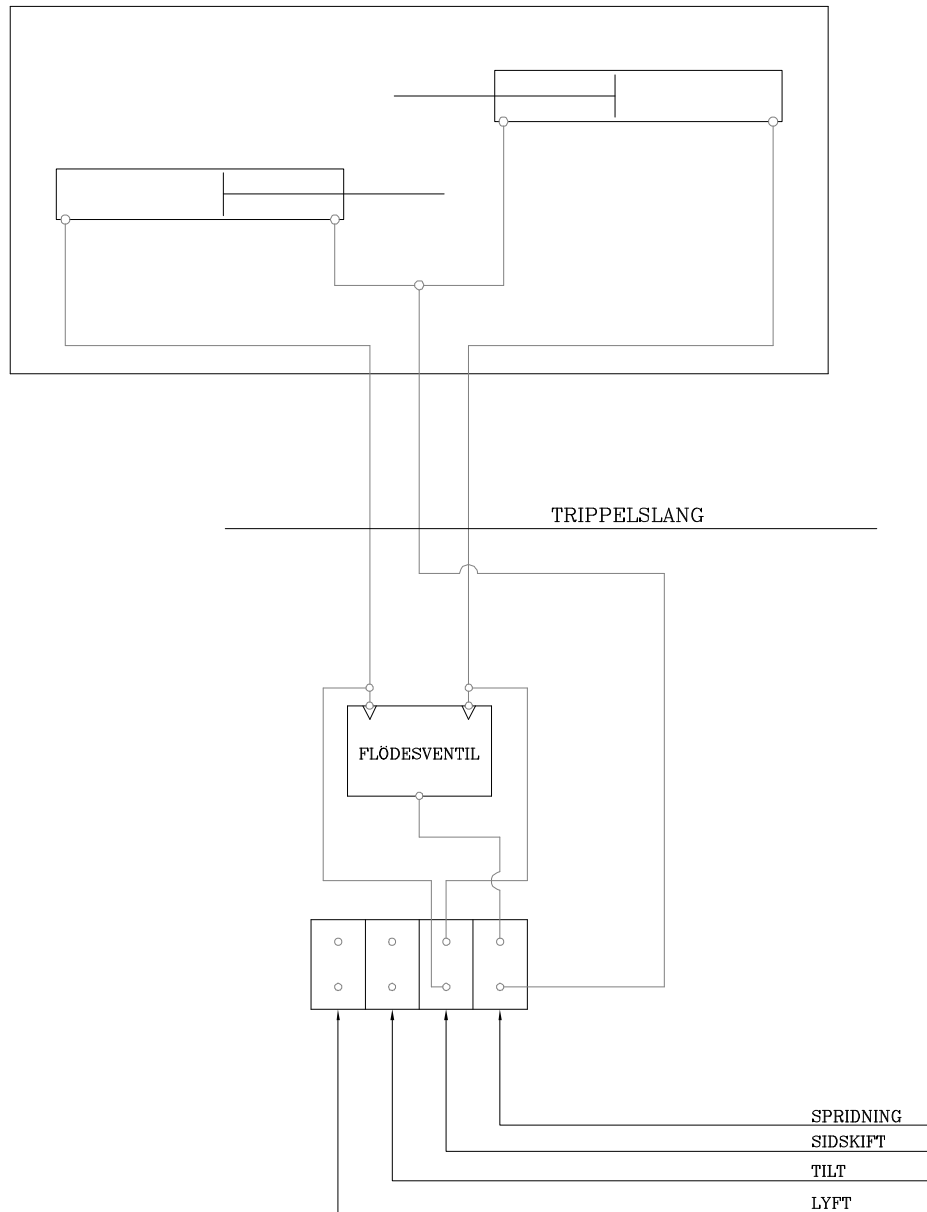 TRIPPELSLANG
FLÖDESVENTIL
SPRIDNING
SIDSKIFT
TILT
LYFT